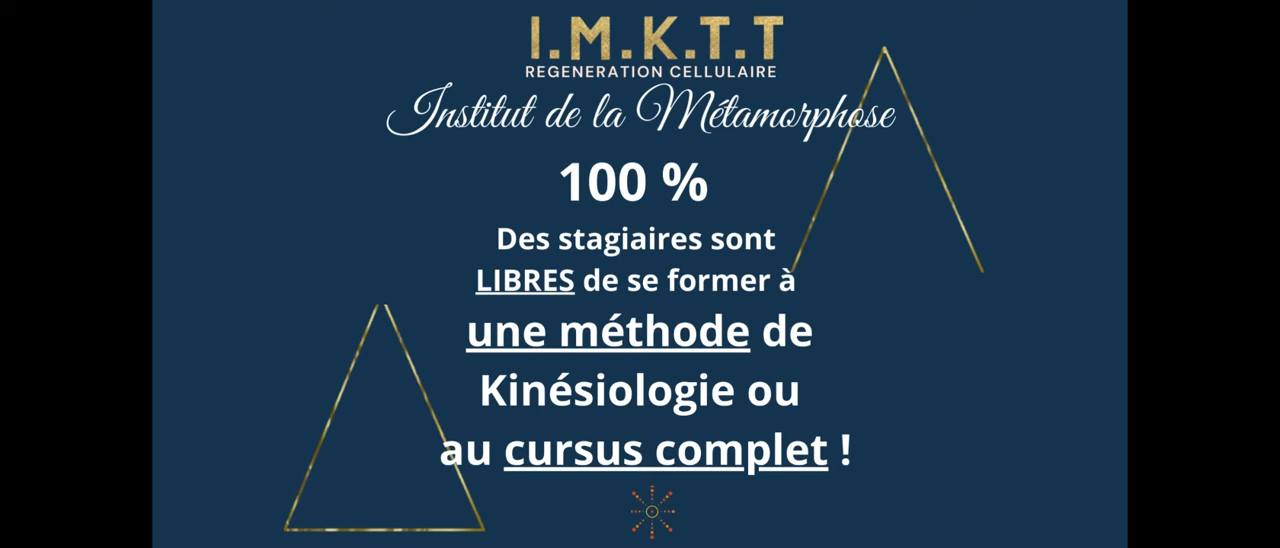 I.M.K.T.T
REGENERATION CELLULAIRE
Institut de la Métamorphose
100 %
Des stagiaires sont
LIBRES de se former à
une méthode de
Kinésiologie ou
au cursus complet !